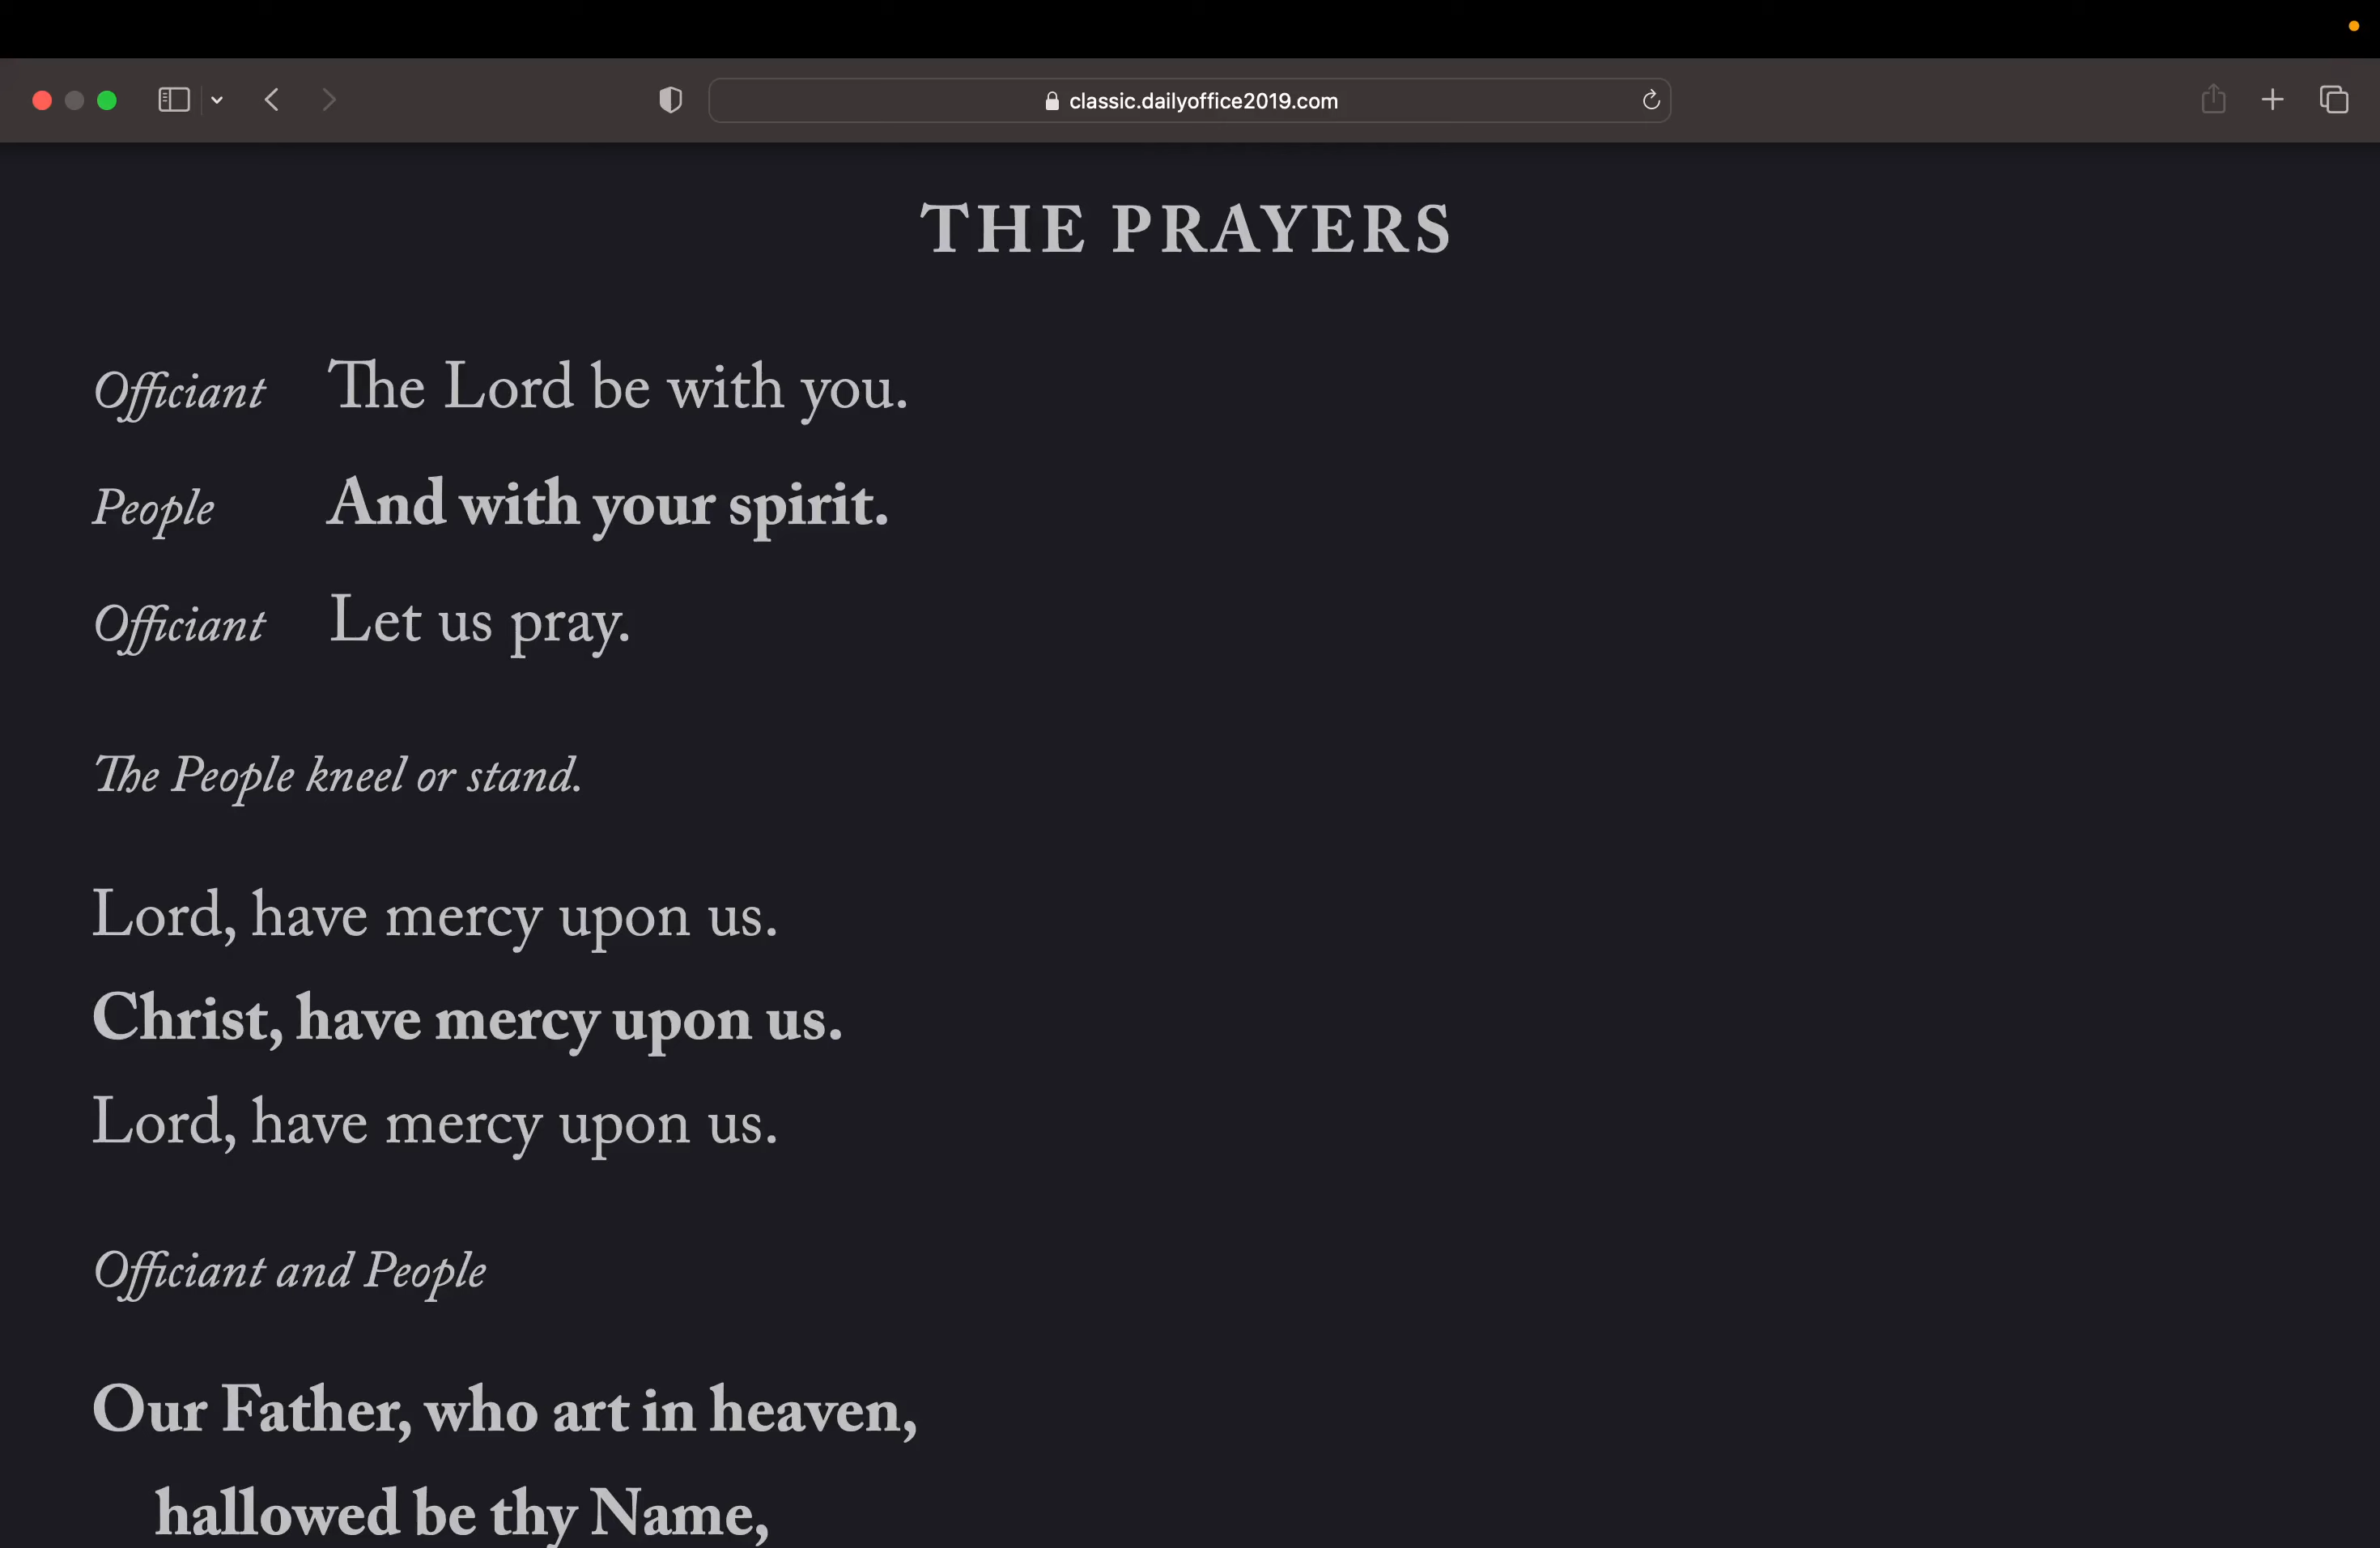 classic.dailyoffice2019.com
THE PRAYERS
Officiant The Lord be with you.
People And with your spirit.
Officiant Let us pray.
The People kneel or stand.
Lord, have mercy upon us.
Christ, have mercy upon us.
Lord, have mercy upon us.
Officiant and People
Our Father, who art in heaven,
hallowed be thy Name,